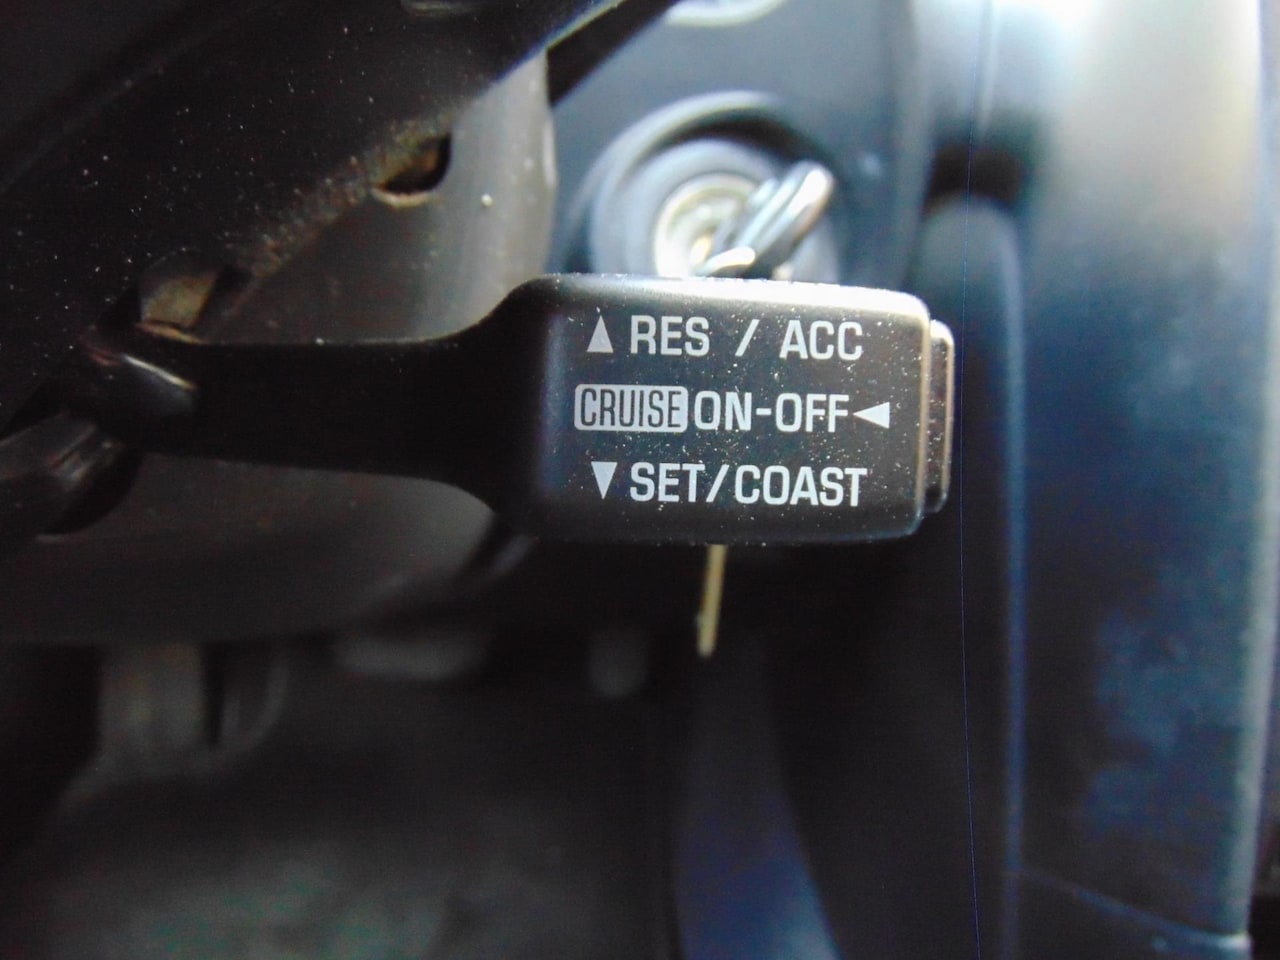 ▲ RES / ACC
CRUISE ON-OFF ◀
▼ SET/COAST